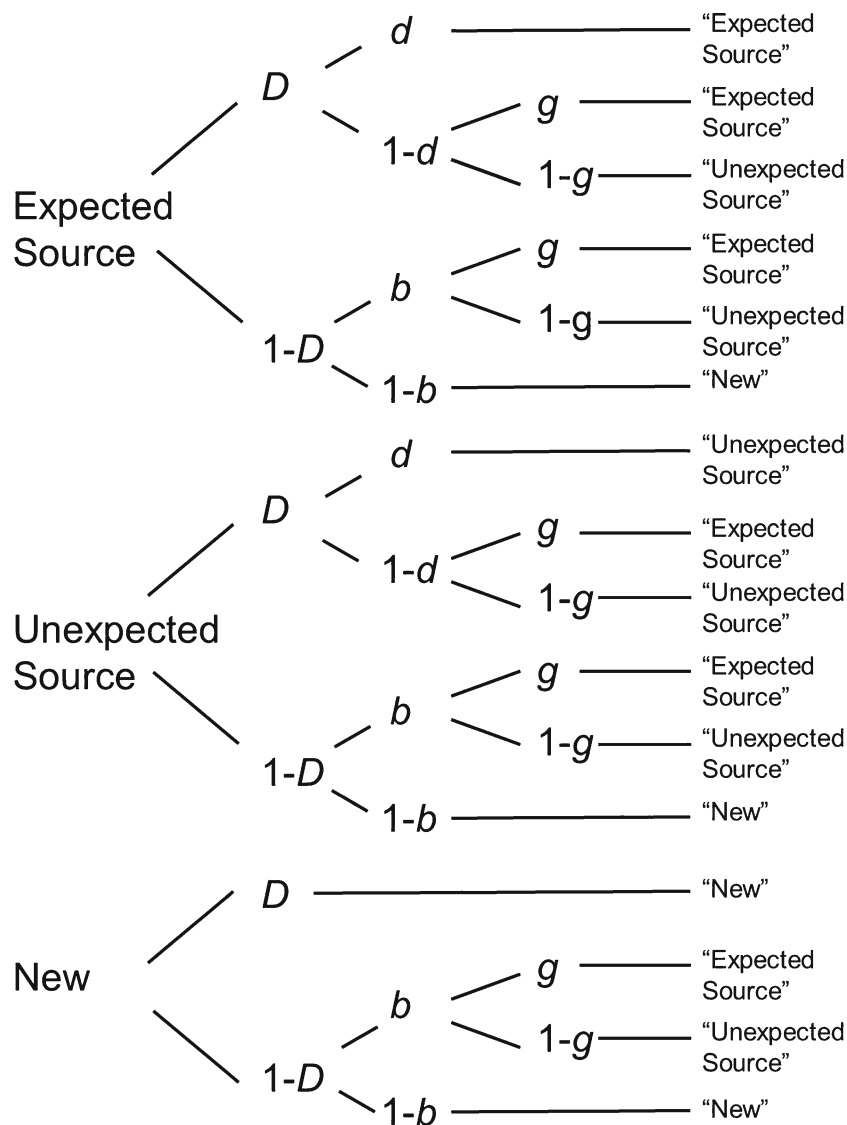 d
“Expected
Source”
D
g
“Expected
Source”
1-d
1-g
“Unexpected
Source”
Expected
Source
g
“Expected
Source”
b
1-g
“Unexpected
Source”
1-D
1-b
“New”
d
“Unexpected
Source”
D
g
“Expected
Source”
1-d
1-g
“Unexpected
Source”
Unexpected
Source
g
“Expected
Source”
b
1-g
“Unexpected
Source”
1-D
1-b
“New”
D
“New”
New
g
“Expected
Source”
b
1-g
“Unexpected
Source”
1-D
1-b
“New”